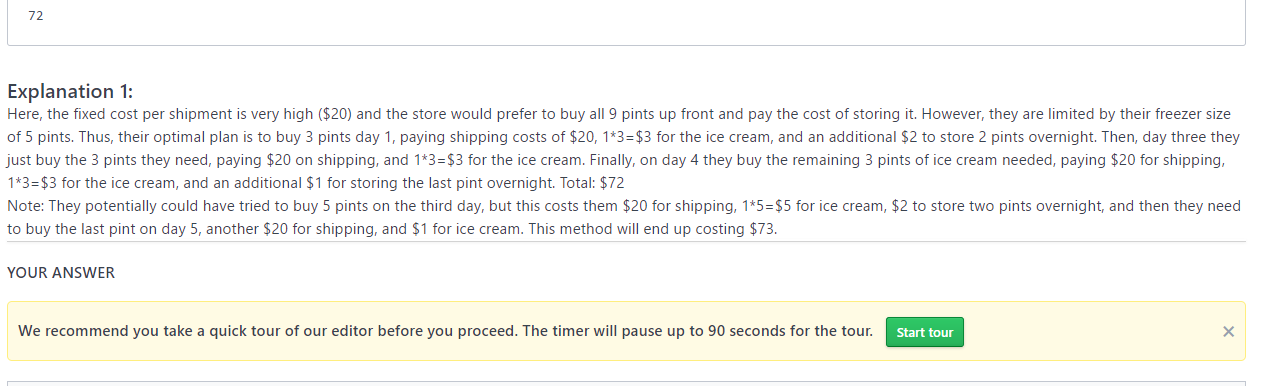 72
Explanation 1:
Here, the fixed cost per shipment is very high ($20) and the store would prefer to buy all 9 pints up front and pay the cost of storing it. However, they are limited by their freezer size
of 5 pints. Thus, their optimal plan is to buy 3 pints day 1, paying shipping costs of $20, 1*3=$3 for the ice cream, and an additional $2 to store 2 pints overnight. Then, day three they
just buy the 3 pints they need, paying $20 on shipping, and 1*3=$3 for the ice cream. Finally, on day 4 they buy the remaining 3 pints of ice cream needed, paying $20 for shipping,
1*3=$3 for the ice cream, and an additional $1 for storing the last pint overnight. Total: $72
Note: They potentially could have tried to buy 5 pints on the third day, but this costs them $20 for shipping, 1*5=$5 for ice cream, $2 to store two pints overnight, and then they need
to buy the last pint on day 5, another $20 for shipping, and $1 for ice cream. This method will end up costing $73.
YOUR ANSWER
We recommend you take a quick tour of our editor before you proceed. The timer will pause up to 90 seconds for the tour. Start tour